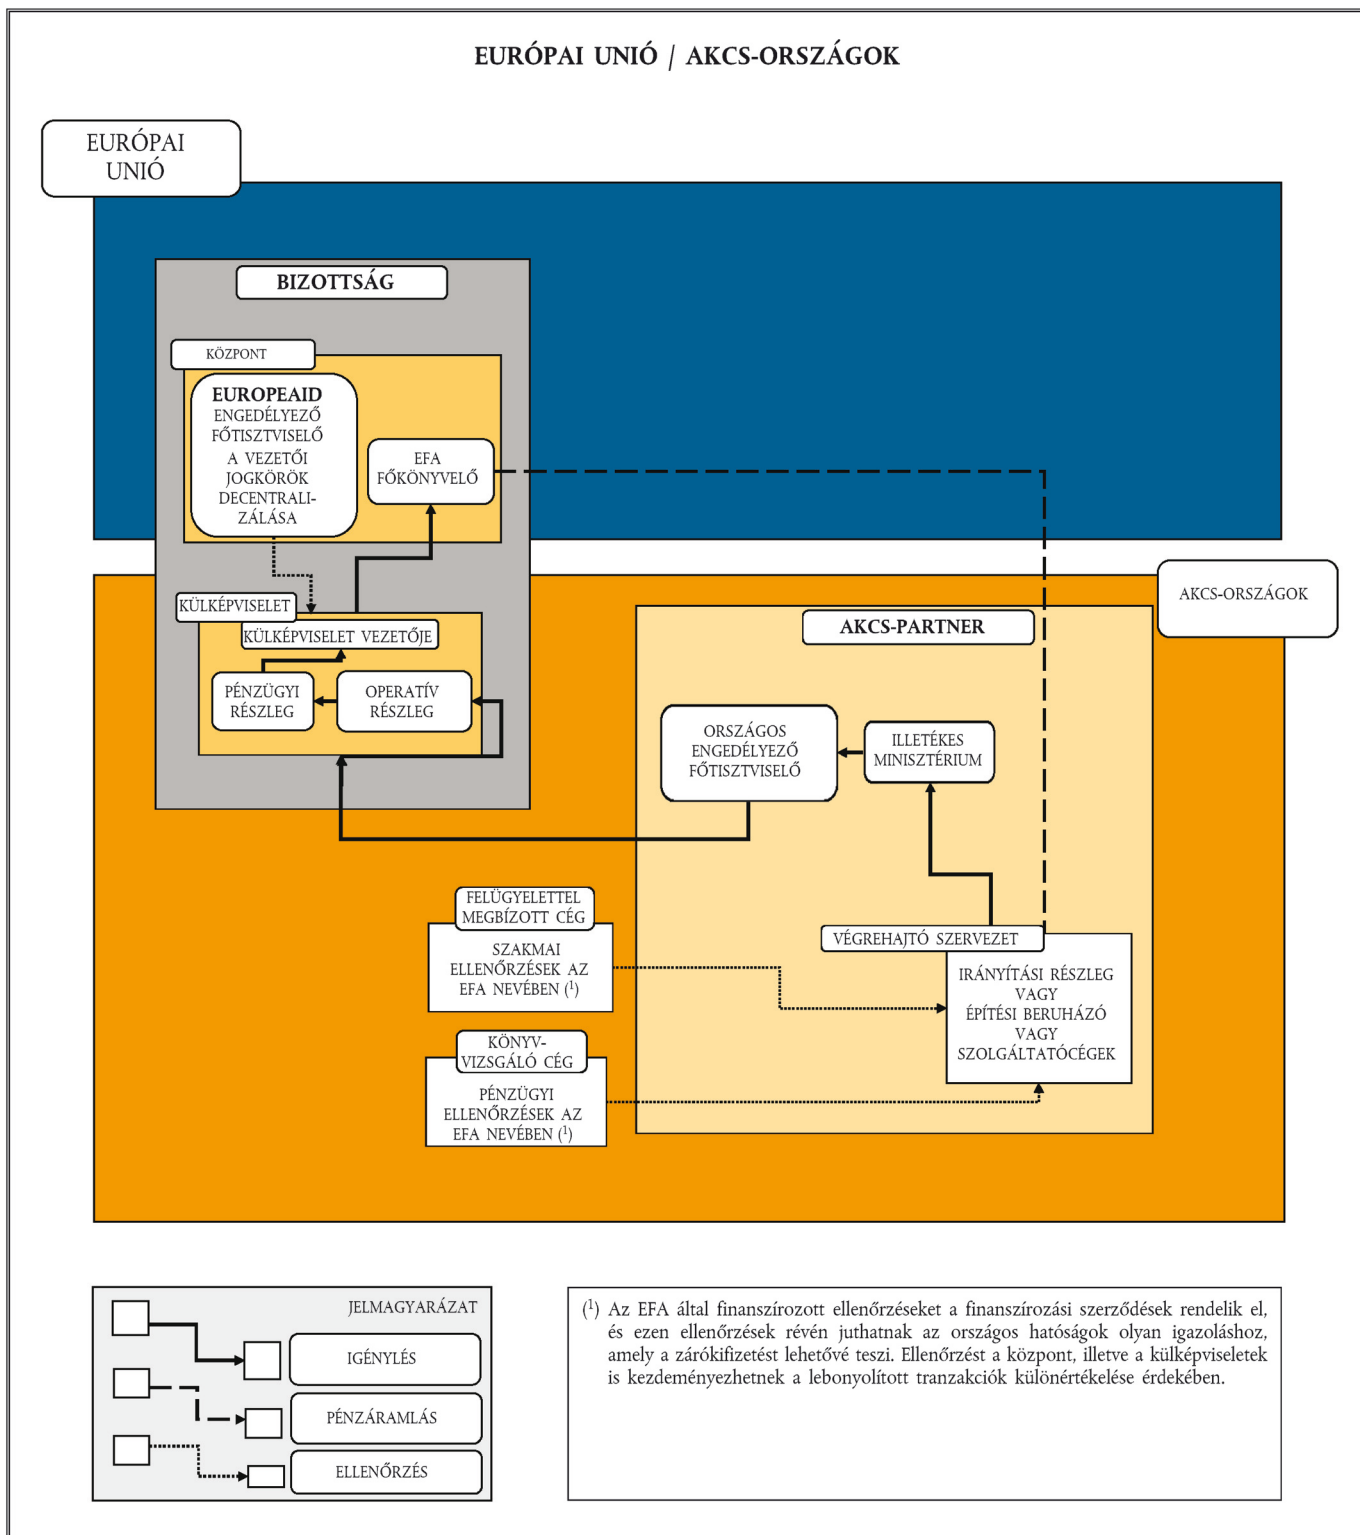 EURÓPAI UNIÓ / AKCS-ORSZÁGOK
EURÓPAI
UNIÓ
BIZOTTSÁG
KÖZPONT
EUROPEAID
ENGEDÉLYEZŐ
FŐTISZTVISELŐ
A VEZETŐI
JOGKÖRÖK
DECENTRALI-
ZÁLÁSA
EFA
FŐKÖNYVELŐ
KÜLKÉPVISELET
KÜLKÉPVISELET VEZETŐJE
PÉNZÜGYI
RÉSZLEG
OPERATÍV
RÉSZLEG
AKCS-ORSZÁGOK
AKCS-PARTNER
ORSZÁGOS
ENGEDÉLYEZŐ
FŐTISZTVISELŐ
ILLETÉKES
MINISZTÉRIUM
FELÜGYELETTEL
MEGBÍZOTT CÉG
SZAKMAI
ELLENŐRZÉSEK AZ
EFA NEVÉBEN (1)
VÉGREHAJTÓ SZERVEZET
IRÁNYÍTÁSI RÉSZLEG
VAGY
ÉPÍTÉSI BERUHÁZÓ
VAGY
SZOLGÁLTATÓCÉGEK
KÖNYV-
VIZSGÁLÓ CÉG
PÉNZÜGYI
ELLENŐRZÉSEK AZ
EFA NEVÉBEN (1)
JELMAGYARÁZAT
IGÉNYLÉS
PÉNZÁRAMLÁS
ELLENŐRZÉS
(1) Az EFA által finanszírozott ellenőrzéseket a finanszírozási szerződések rendelik el,
és ezen ellenőrzések révén juthatnak az országos hatóságok olyan igazoláshoz,
amely a zárókifizetést lehetővé teszi. Ellenőrzést a központ, illetve a külképviseletek
is kezdeményezhetnek a lebonyolított tranzakciók különértékelése érdekében.